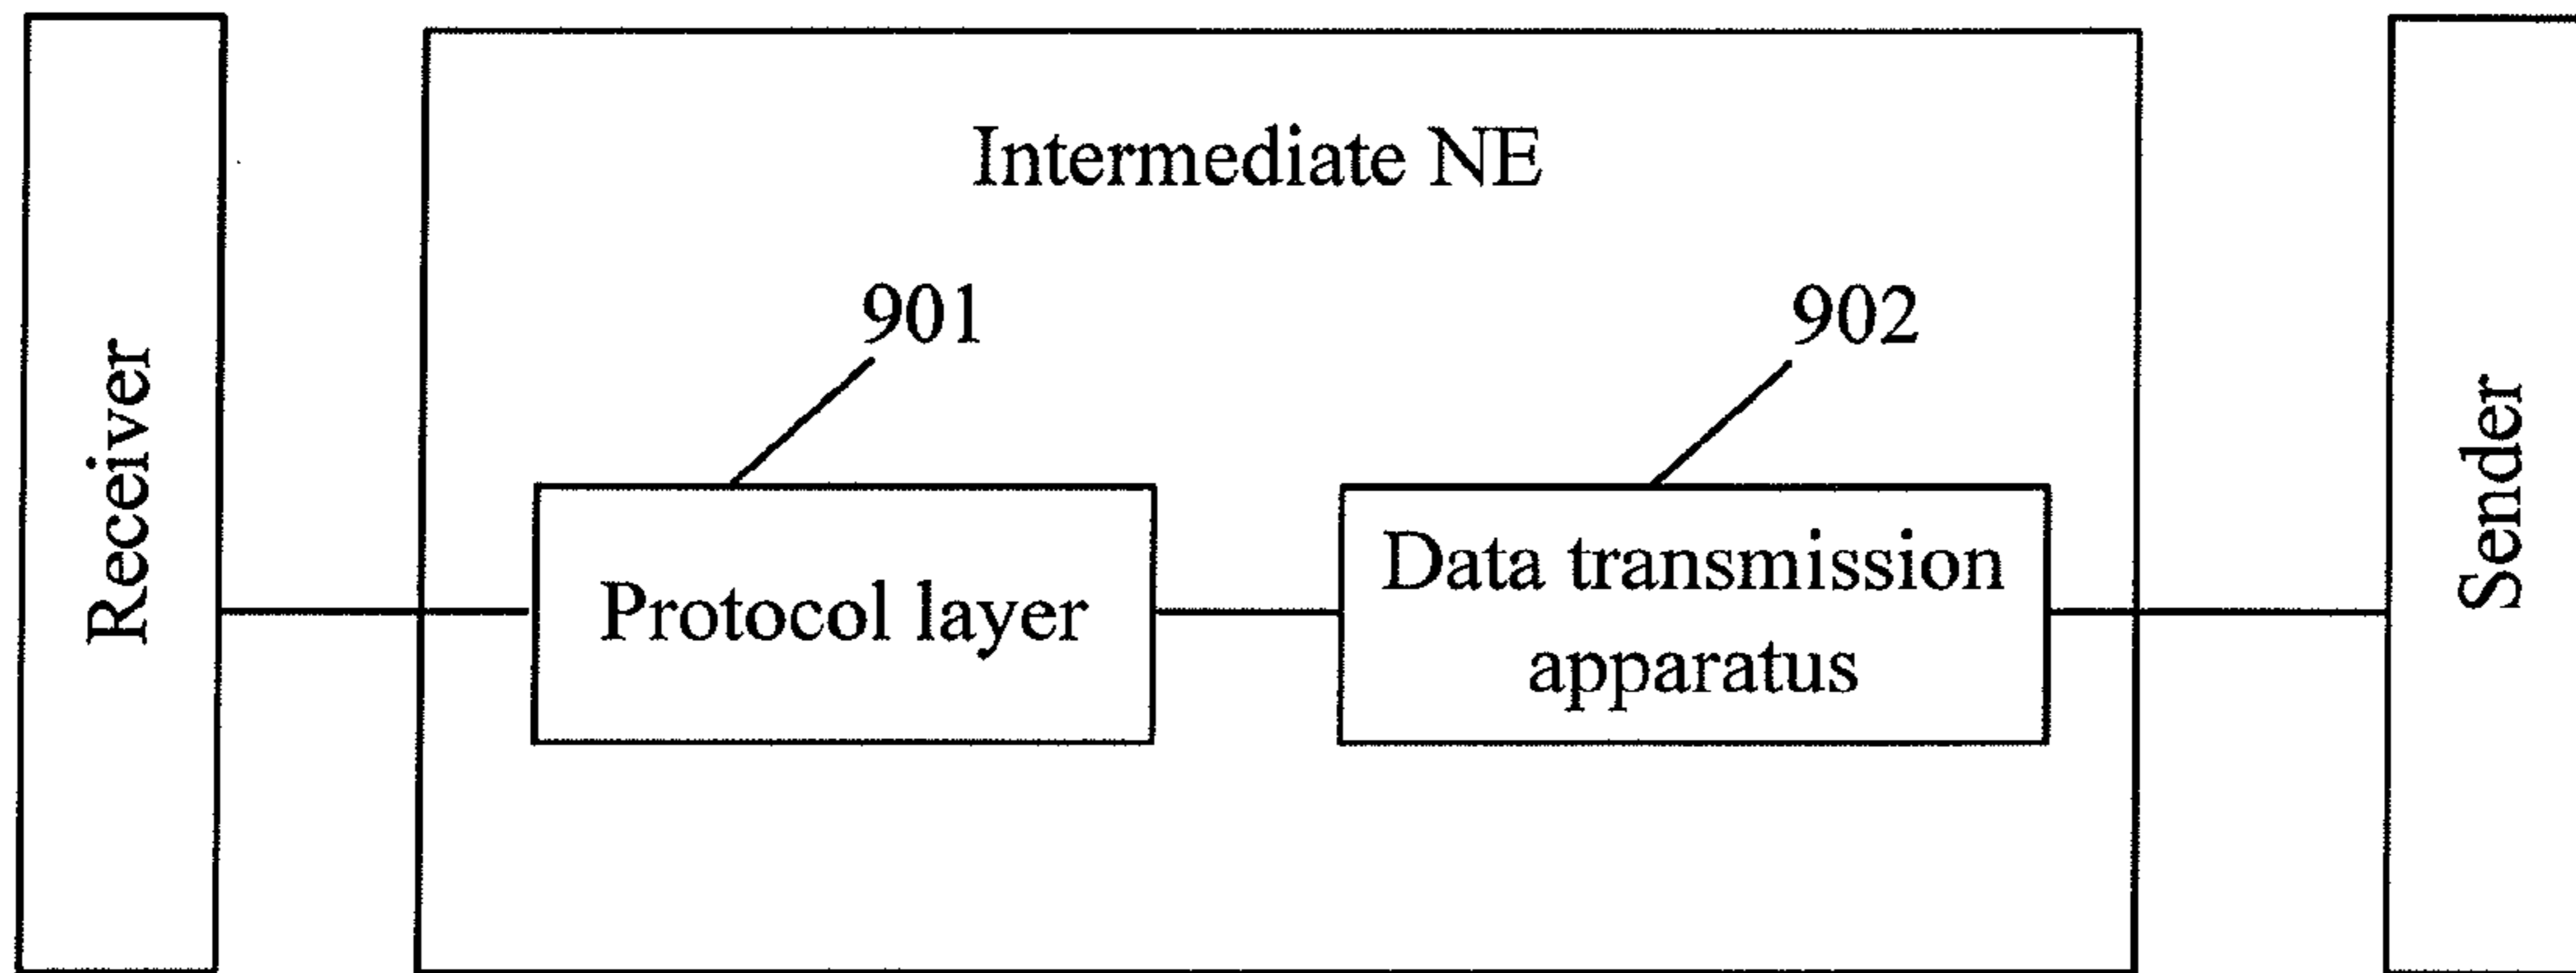 Receiver
Intermediate NE
901
902
Protocol layer
Data transmission
apparatus
Sender